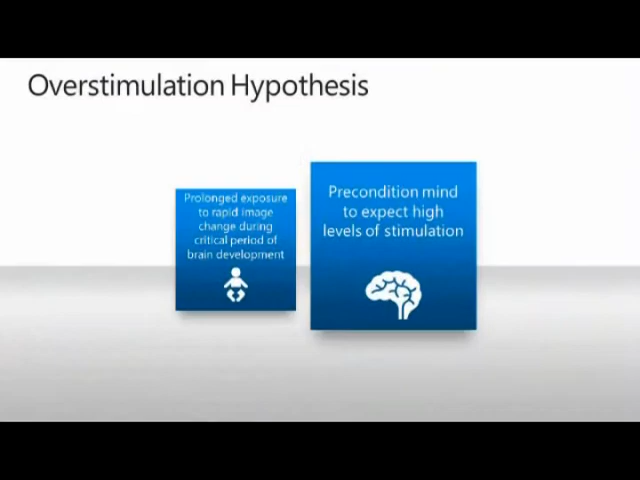 Overstimulation Hypothesis
Prolonged exposure
to rapid image
change during
critical period of
brain development
Precondition mind
to expect high
levels of stimulation